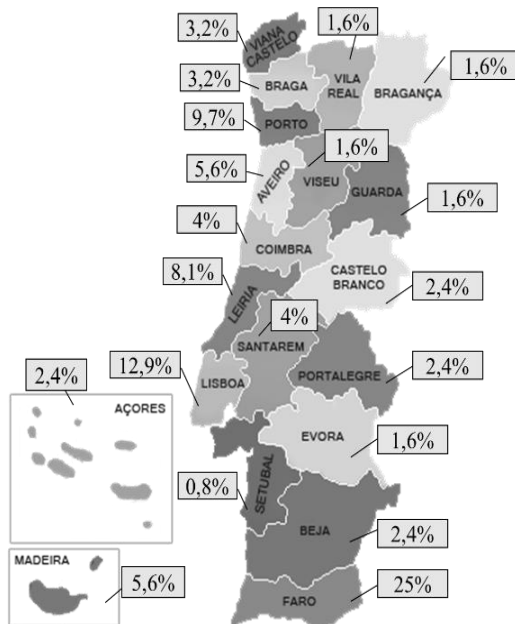 3,2%
VIANA
CASTELO
1,6%
VILA
REAL
1,6%
BRAGANÇA
3,2%
BRAGA
9,7%
PORTO
5,6%
AVEIRO
1,6%
VISEU
GUARDA
1,6%
4%
COIMBRA
8,1%
LEIRIA
CASTELO
BRANCO
2,4%
4%
SANTAREM
12,9%
LISBOA
PORTALEGRE
2,4%
2,4%
AÇORES
EVORA
1,6%
0,8%
SETUBAL
BEJA
2,4%
MADEIRA
5,6%
FARO
25%